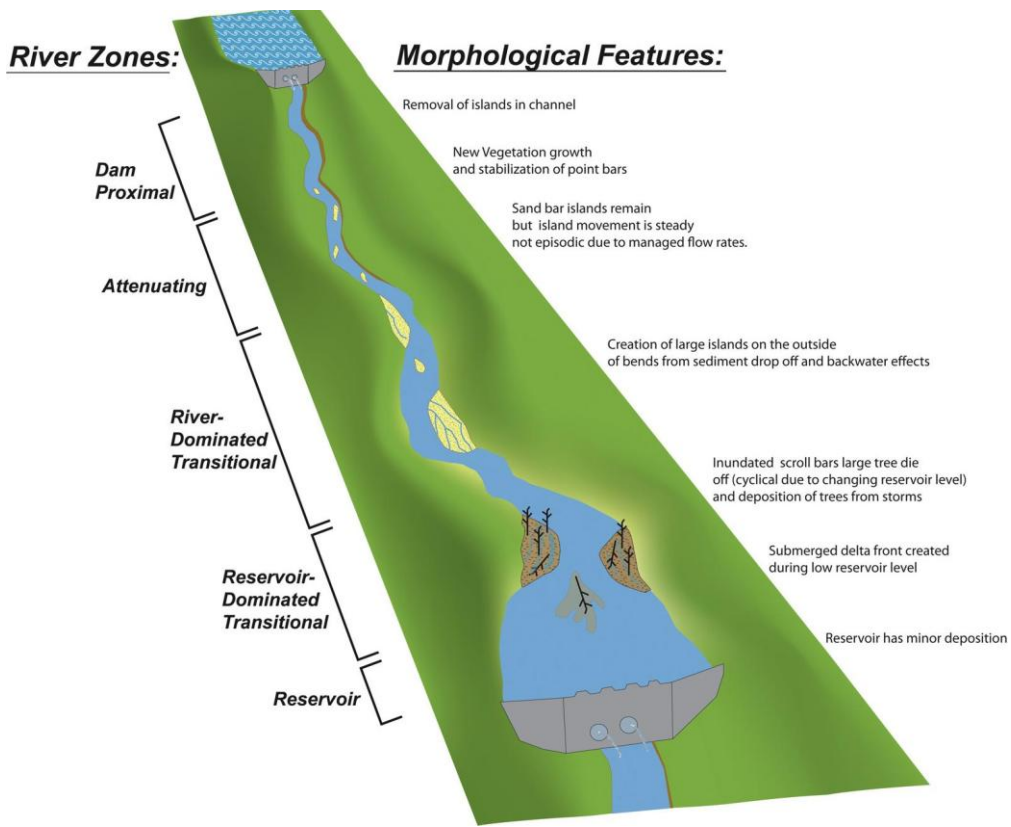 River Zones:
Morphological Features:
Removal of islands in channel
New Vegetation growth
and stabilization of point bars
Dam
Proximal
Sand bar islands remain
but island movement is steady
not episodic due to managed flow rates.
Attenuating
Creation of large islands on the outside
of bends from sediment drop off and backwater effects
River-
Dominated
Transitional
Inundated scroll bars large tree die
off (cyclical due to changing reservoir level)
and deposition of trees from storms
Submerged delta front created
during low reservoir level
Reservoir-
Dominated
Transitional
Reservoir has minor deposition
Reservoir